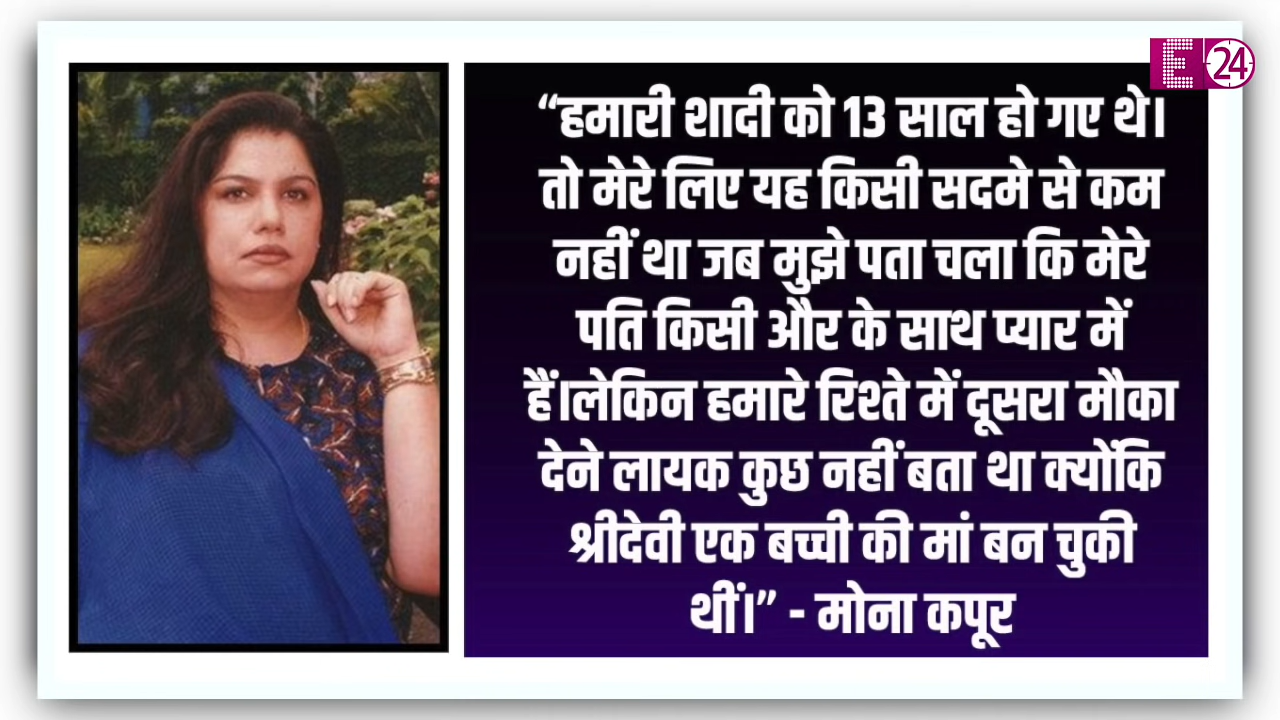 E 24
“हमारी शादी को 13 साल हो गए थे।
तो मेरे लिए यह किसी सदमे से कम
नहीं था जब मुझे पता चला कि मेरे
पति किसी और के साथ प्यार में
हैं।लेकिन हमारे रिश्ते में दूसरा मौका
देने लायक कुछ नहीं बता था क्योंकि
श्रीदेवी एक बच्ची की मां बन चुकी
थीं।” - मोना कपूर